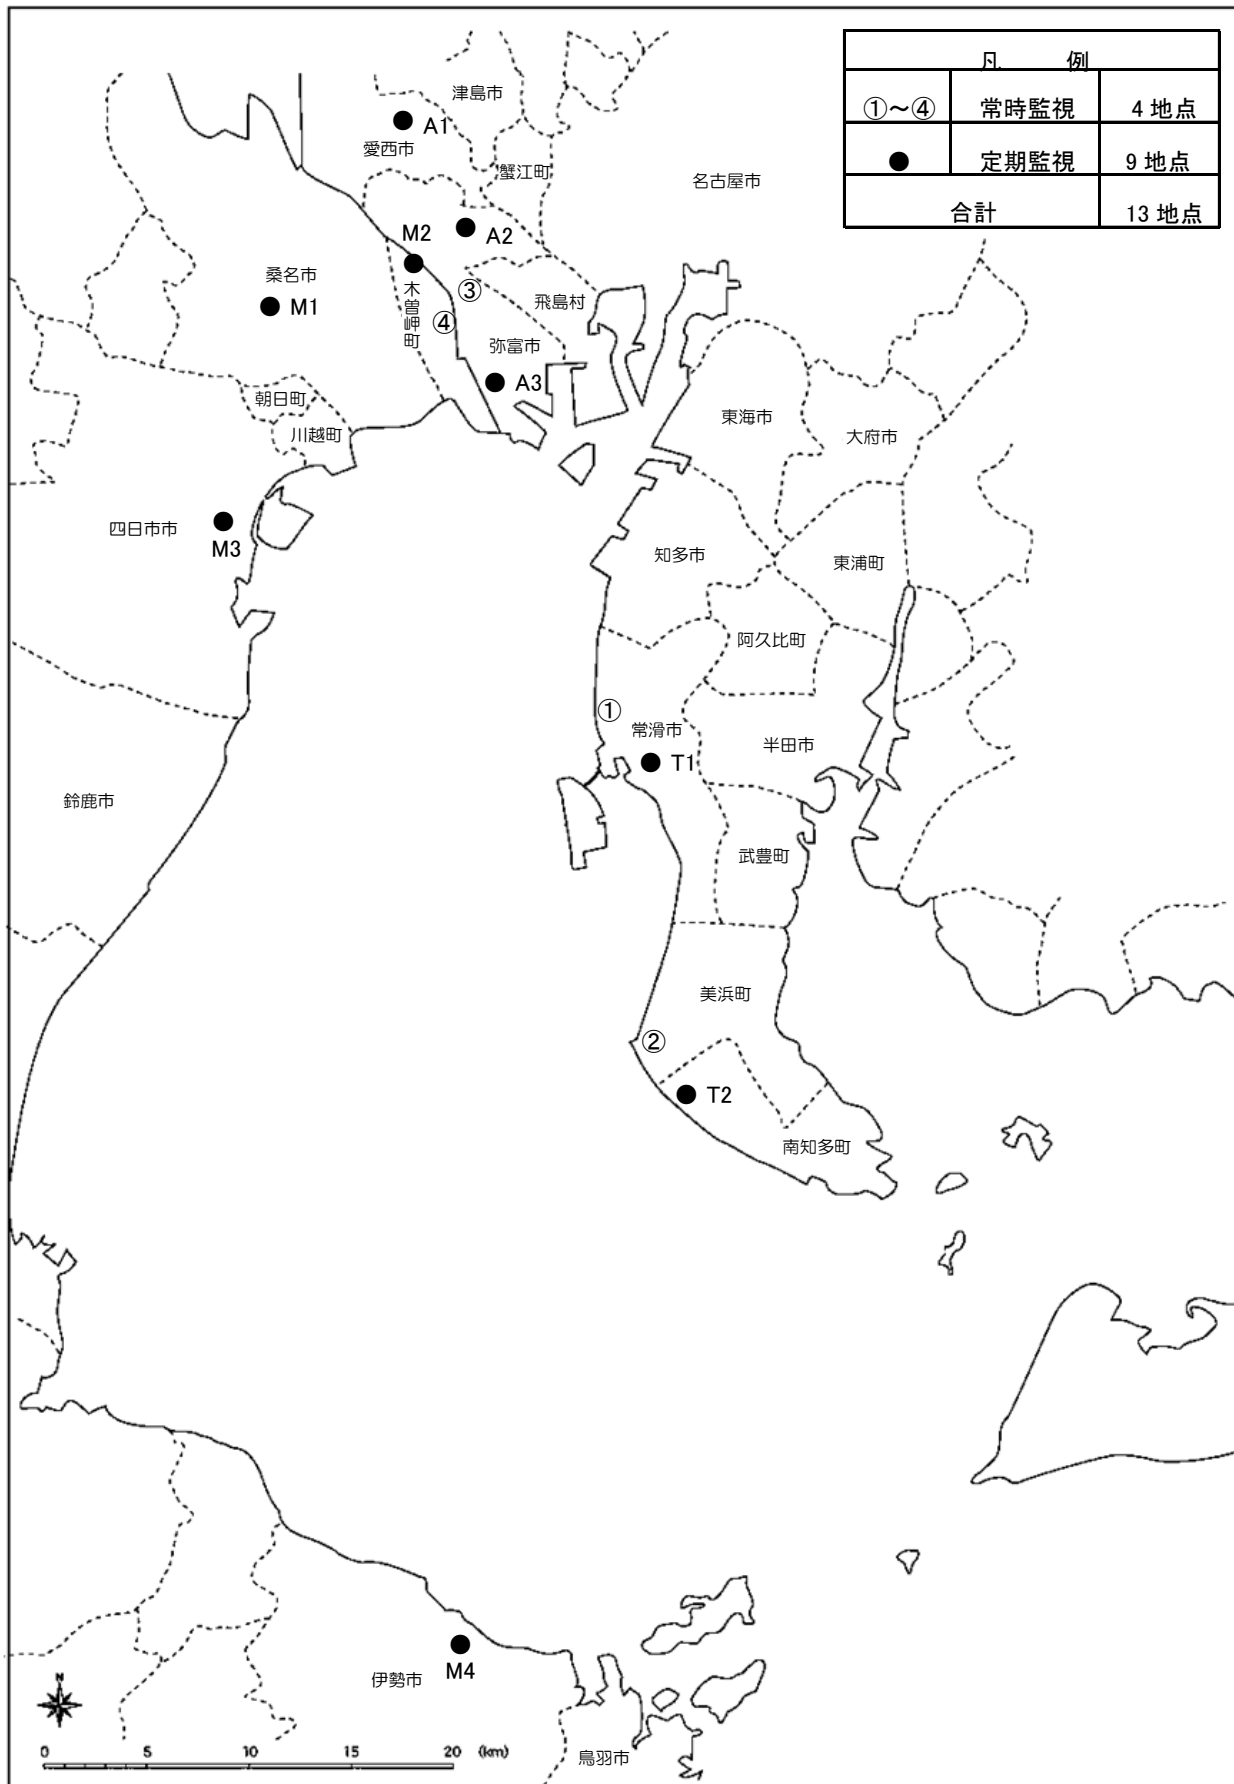 凡 例
①～④ 常時監視 4 地点
● 定期監視 9 地点
合計 13 地点
津島市
A1
愛西市
蟹江町
名古屋市
M2
A2
桑名市
M1
木曽岬町
③
飛島村
④
弥富市
A3
朝日町
川越町
東海市
大府市
四日市市
M3
知多市
東浦町
阿久比町
①
常滑市
T1
半田市
鈴鹿市
武豊町
美浜町
②
T2
南知多町
M4
伊勢市
鳥羽市
N
0 5 10 15 20 (km)